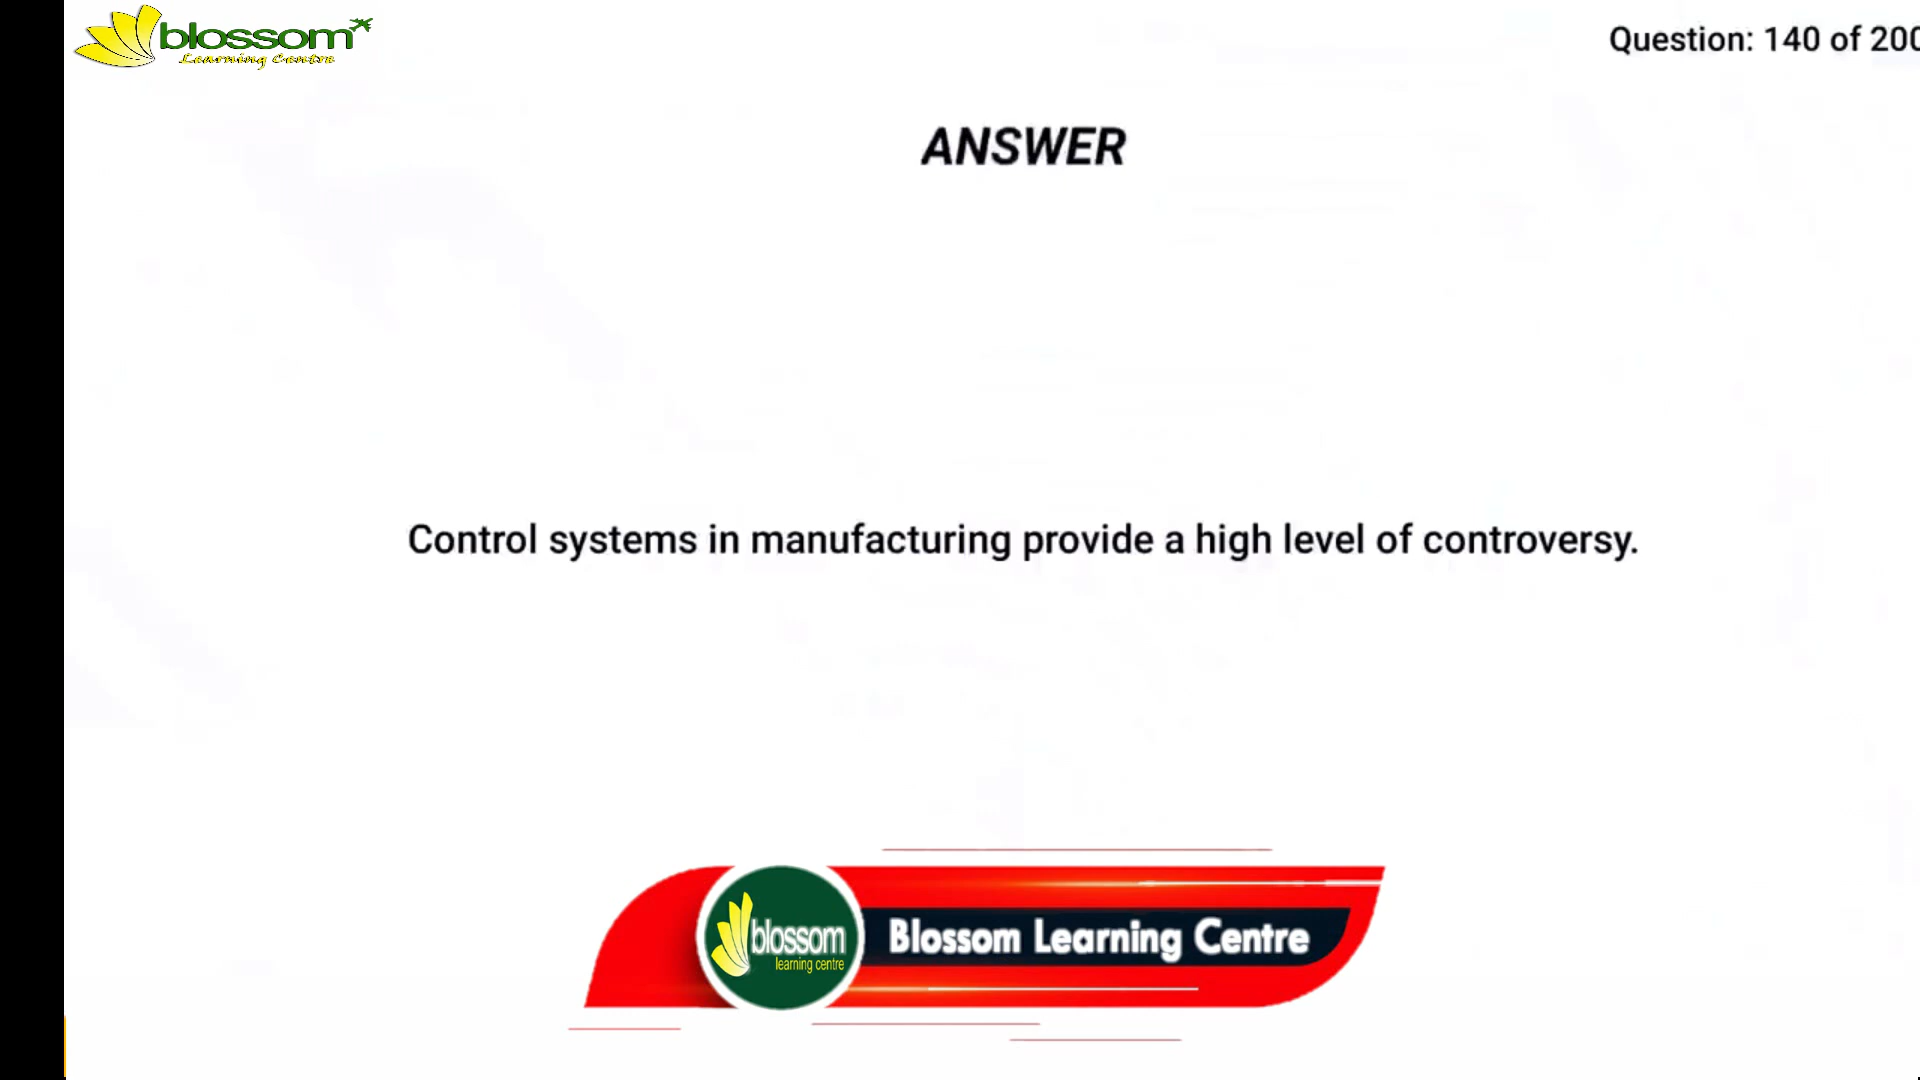 blossom
Learning Centre
Question: 140 of 200
ANSWER
Control systems in manufacturing provide a high level of controversy.
blossom
learning centre
Blossom Learning Centre